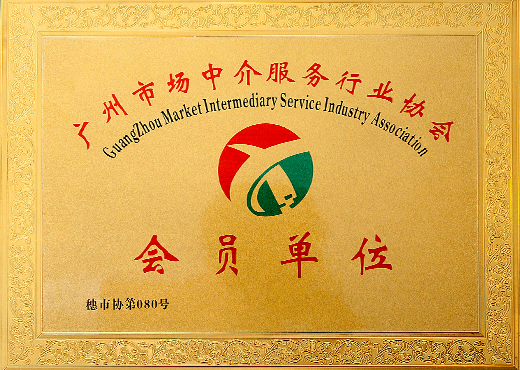 广州市场中介服务行业协会
GuangZhou Market Intermediary Service Industry Association
会员单位
穗市协第080号